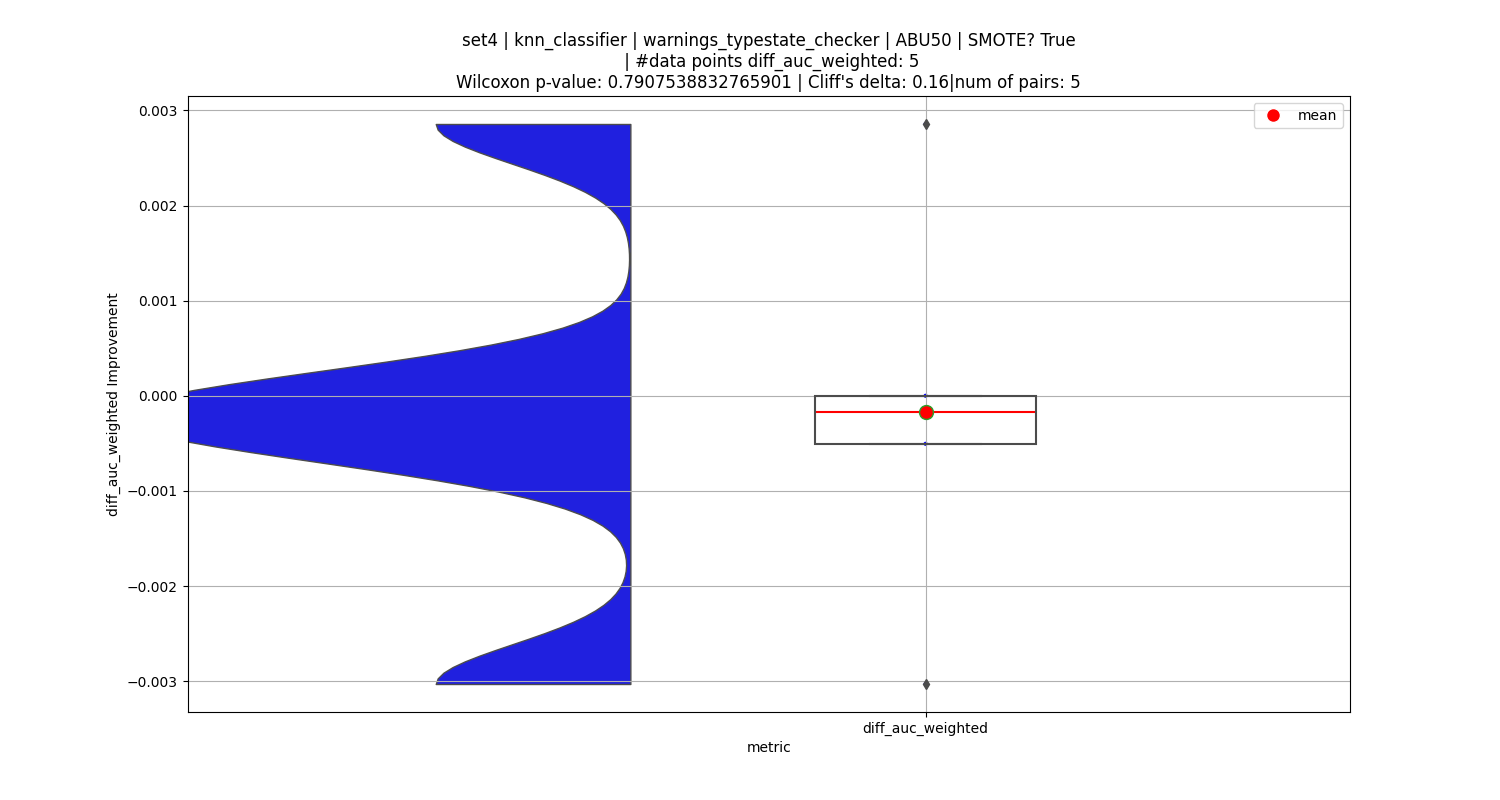 set4 | knn_classifier | warnings_typestate_checker | ABU50 | SMOTE? True
| #data points diff_auc_weighted: 5
Wilcoxon p-value: 0.7907538832765901 | Cliff's delta: 0.16|num of pairs: 5
mean
0.003
0.002
0.001
0.000
−0.001
−0.002
−0.003
diff_auc_weighted Improvement
diff_auc_weighted
metric